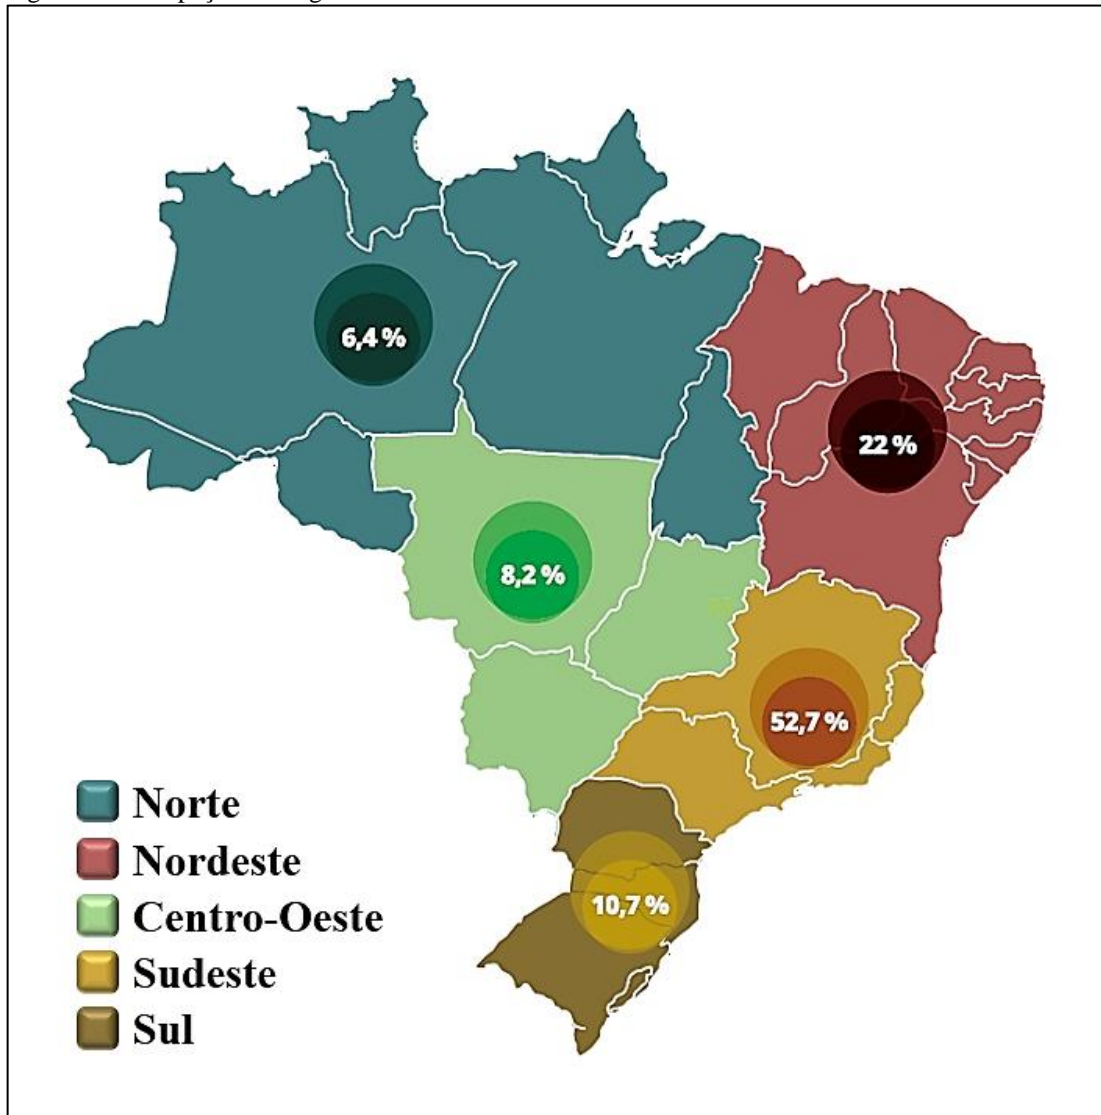 6,4 %
22 %
8,2 %
52,7 %
10,7 %
Norte
Nordeste
Centro-Oeste
Sudeste
Sul